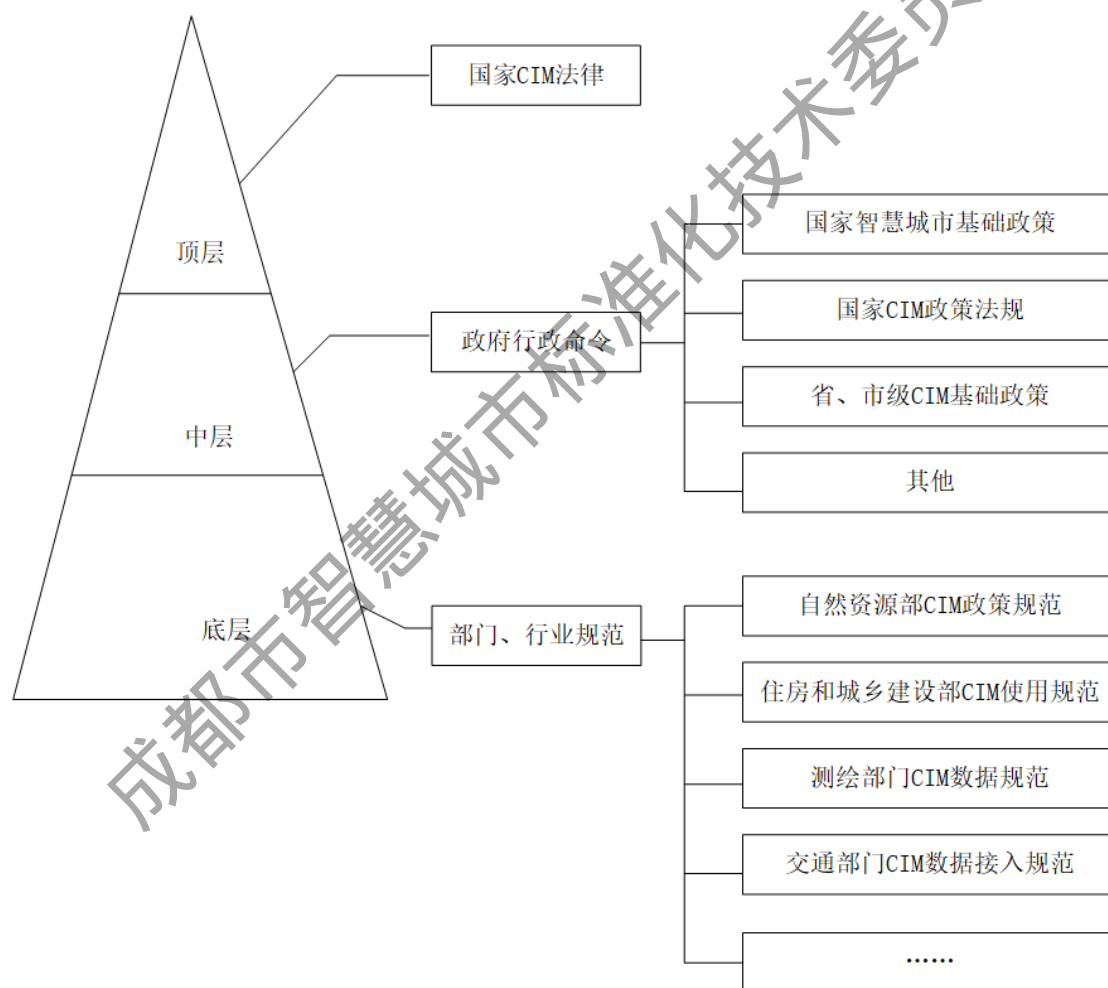 国家CIM法律
国家智慧城市基础政策
顶层
国家CIM政策法规
政府行政命令
省、市级CIM基础政策
中层
其他
自然资源部CIM政策规范
底层
部门、行业规范
住房和城乡建设部CIM使用规范
测绘部门CIM数据规范
交通部门CIM数据接入规范
……
成都市智慧城市标准化技术委员